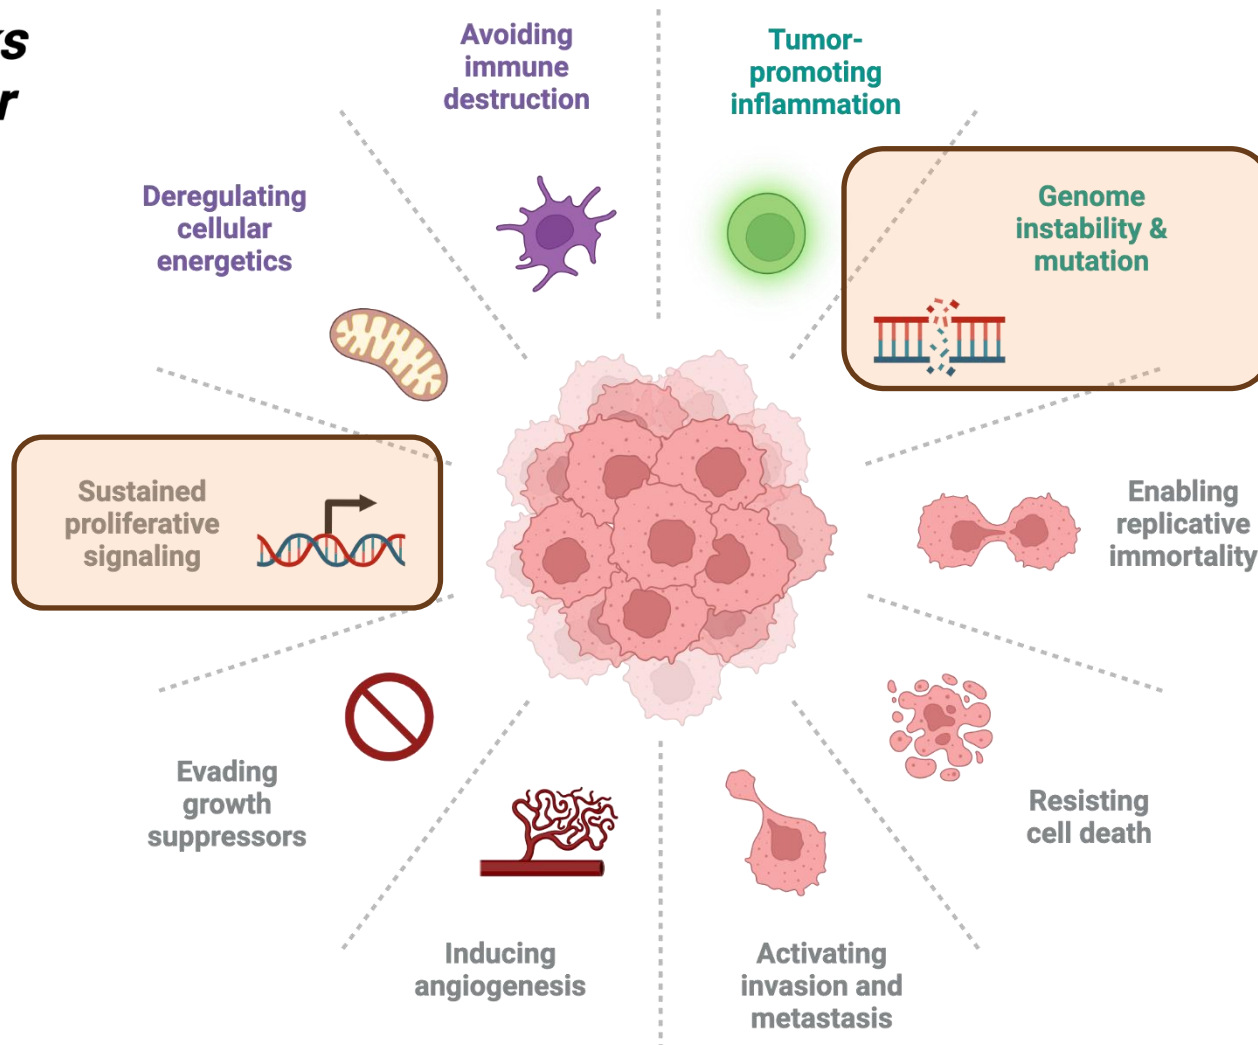 s
r
Avoiding
immune
destruction
Tumor-
promoting
inflammation
Deregulating
cellular
energetics
Genome
instability &
mutation
Sustained
proliferative
signaling
Enabling
replicative
immortality
Evading
growth
suppressors
Resisting
cell death
Inducing
angiogenesis
Activating
invasion and
metastasis